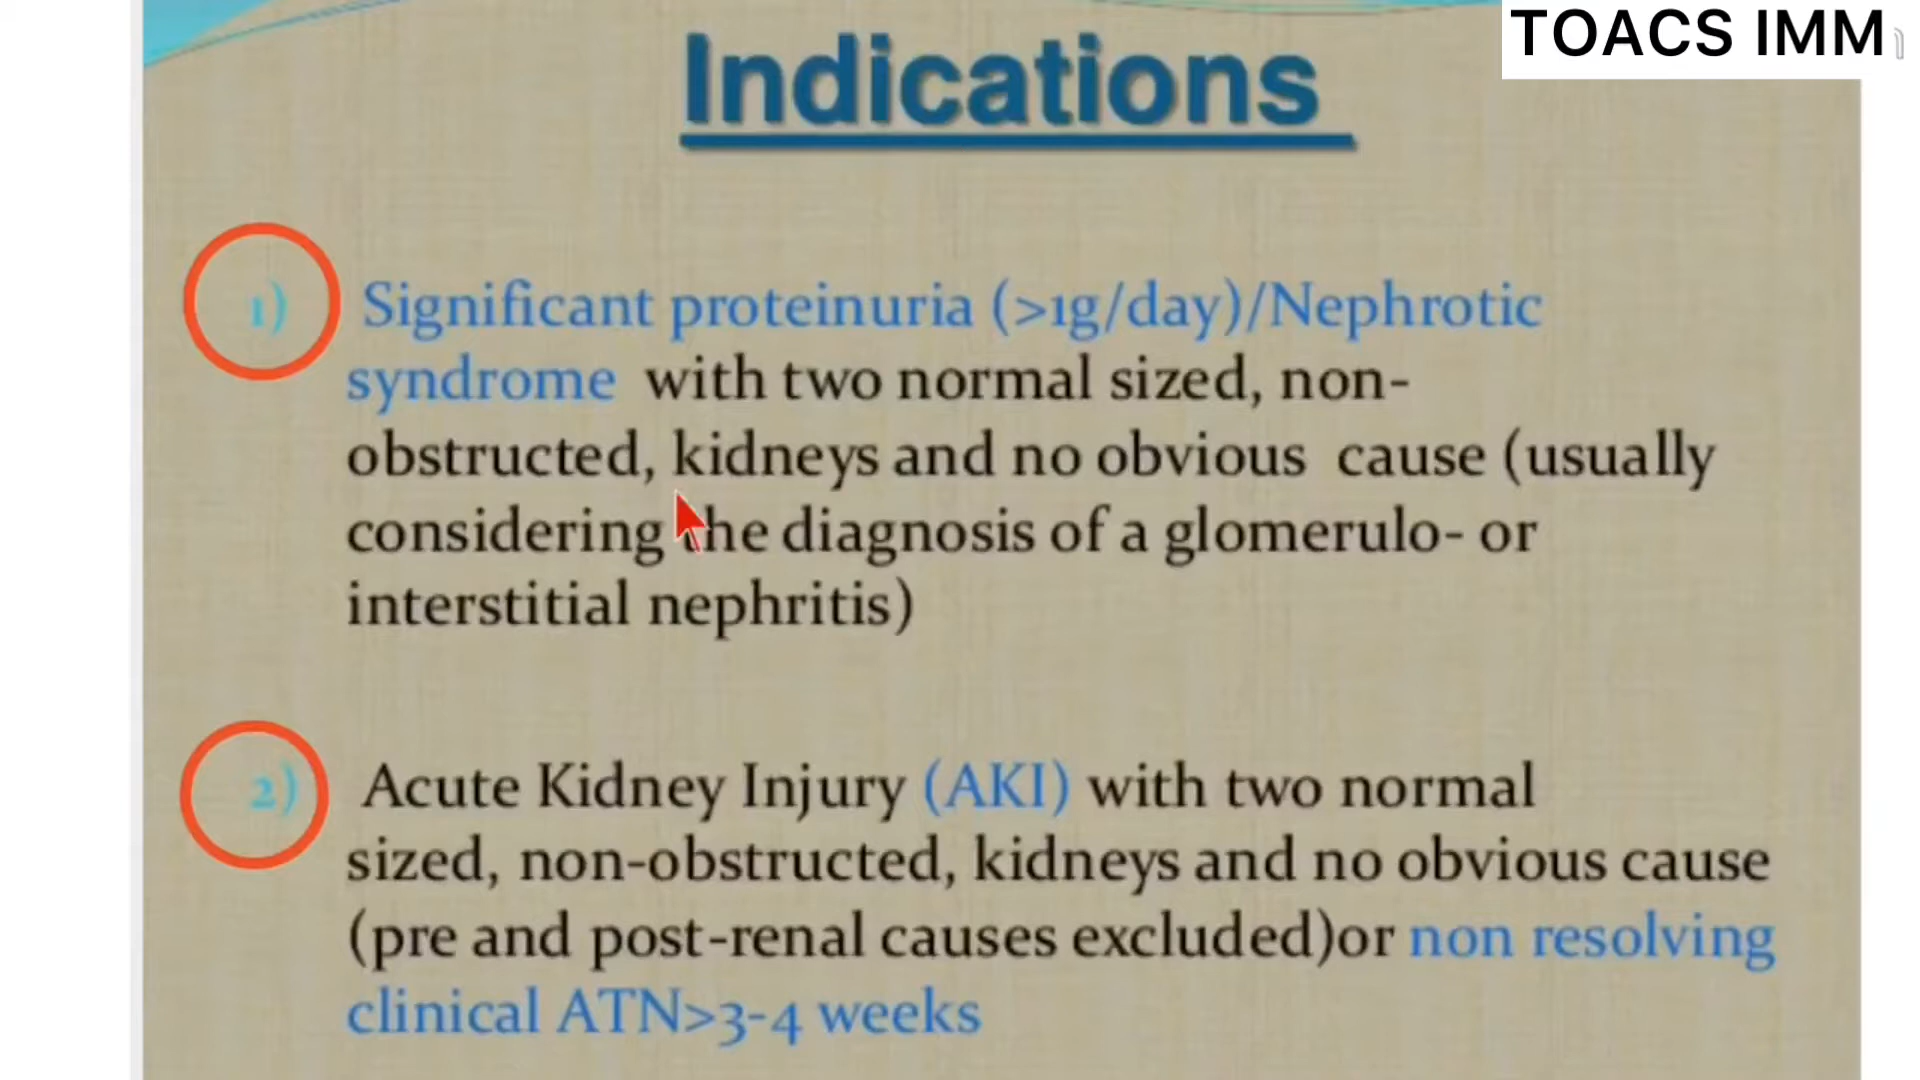 TOACS IMM
Indications
1) Significant proteinuria (>1g/day)/Nephrotic
syndrome with two normal sized, non-
obstructed, kidneys and no obvious cause (usually
considering the diagnosis of a glomerulo- or
interstitial nephritis)
2) Acute Kidney Injury (AKI) with two normal
sized, non-obstructed, kidneys and no obvious cause
(pre and post-renal causes excluded)or non resolving
clinical ATN>3-4 weeks